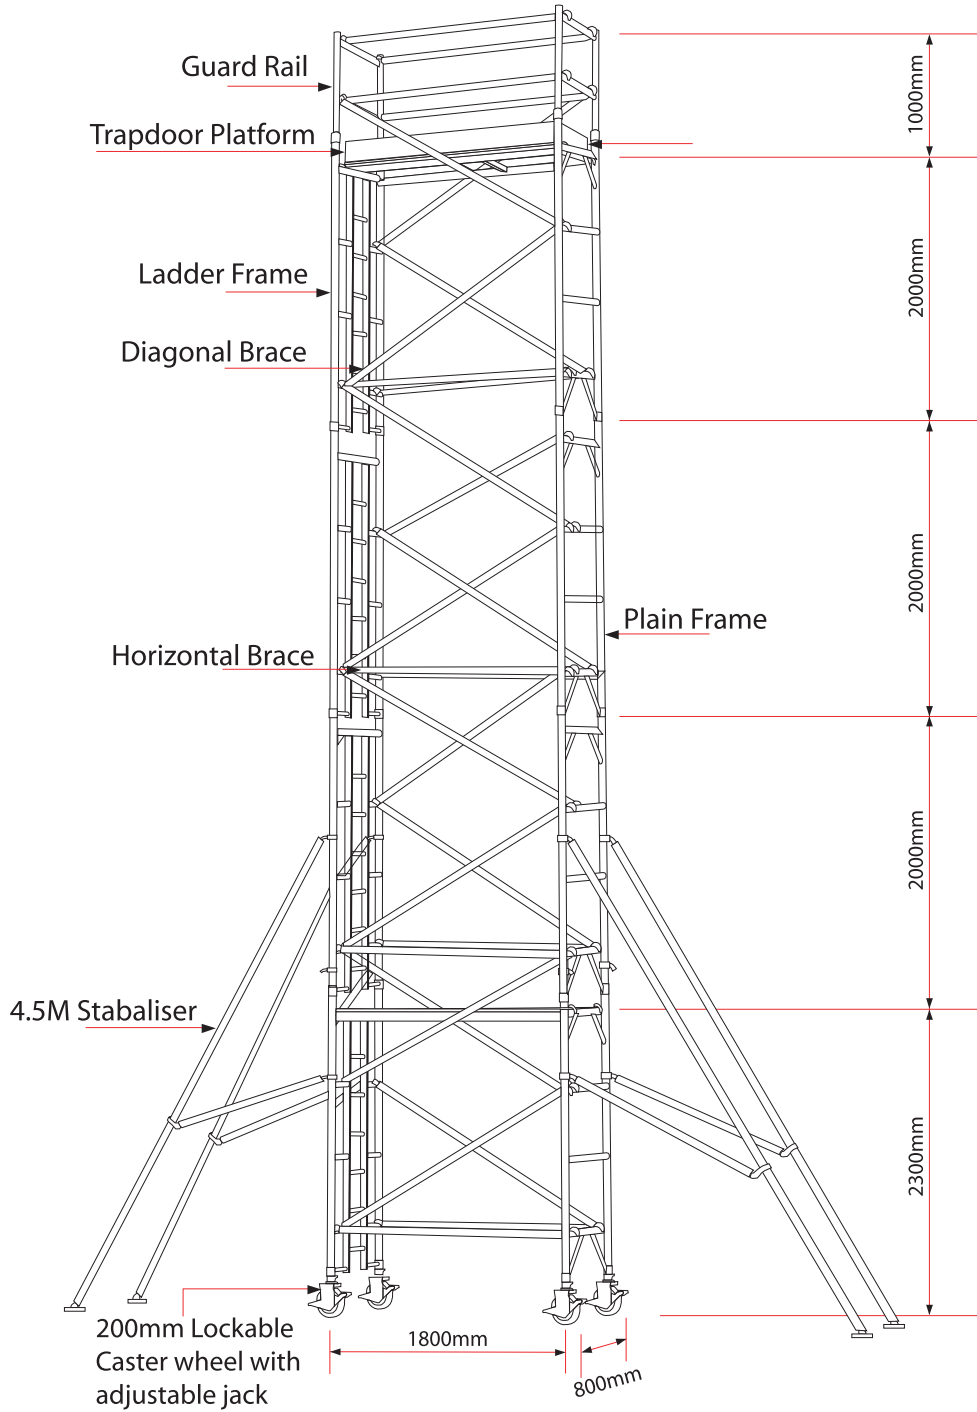 Guard Rail
Trapdoor Platform
Ladder Frame
Diagonal Brace
Horizontal Brace
Plain Frame
4.5M Stabaliser
200mm Lockable
Caster wheel with
adjustable jack
1000mm
2000mm
2000mm
2000mm
2300mm
1800mm
800mm